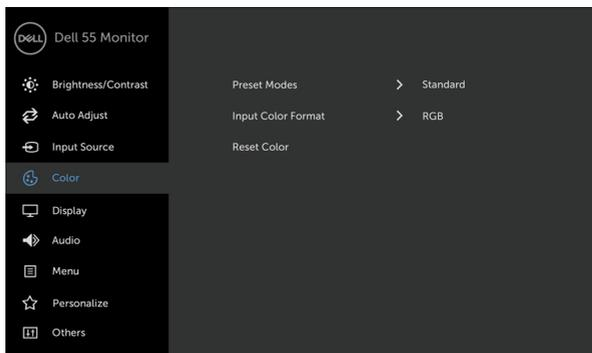 DELL
Dell 55 Monitor
Brightness/Contrast
Auto Adjust
Input Source
Color
Display
Audio
Menu
Personalize
Others
Preset Modes
Standard
Input Color Format
RGB
Reset Color